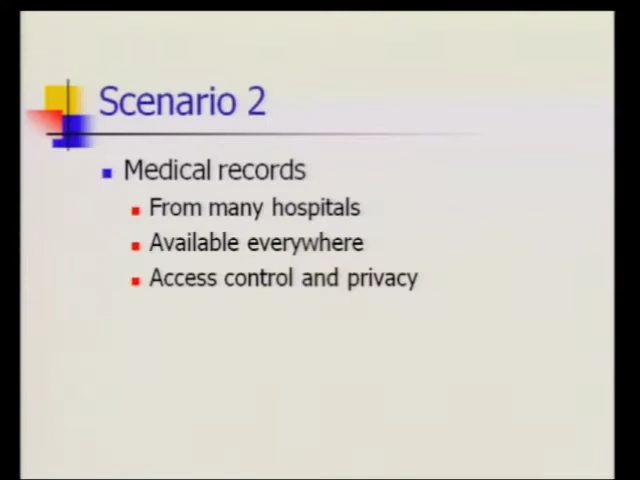 Scenario 2
Medical records
From many hospitals
Available everywhere
Access control and privacy